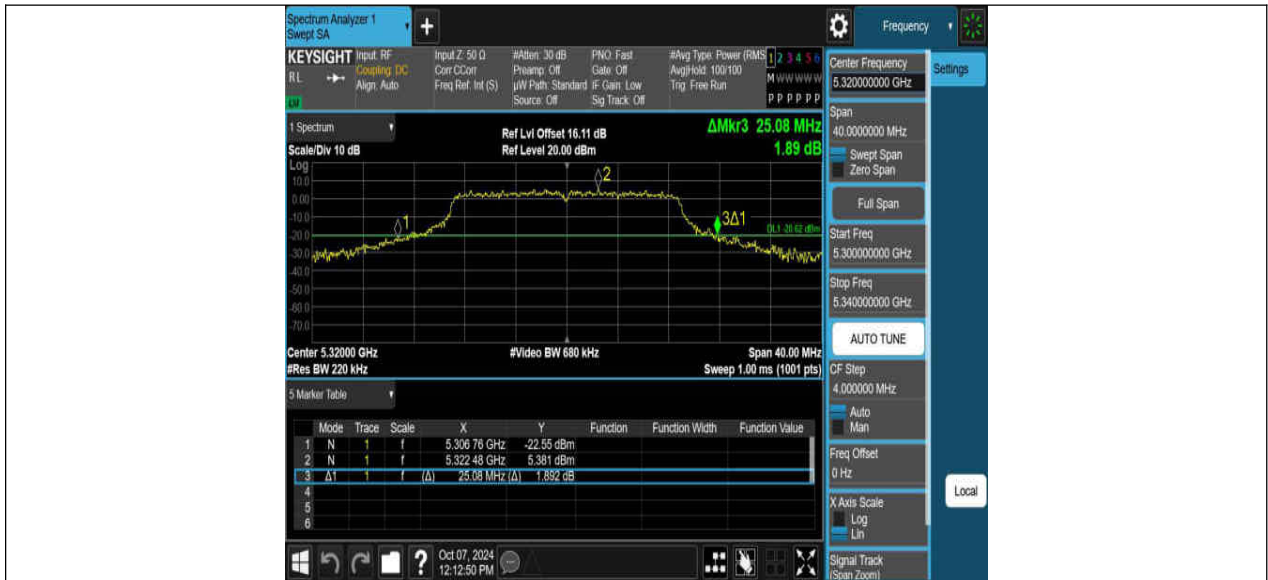 Spectrum Analyzer 1
Swept SA
+
Frequency
KEYSIGHT
RL
LM
Input: RF
Coupling: DC
Align: Auto
Input Z: 50 Ω
Corr CCorr
Freq Ref: Int (S)
#Atten: 30 dB
Preamp: Off
µW Path: Standard
Source: Off
PNO: Fast
Gate: Off
IF Gain: Low
Sig Track: Off
#Avg Type: Power (RMS
Avg|Hold: 100/100
Trig: Free Run
1 2 3 4 5 6
M W W W W W
P P P P P P
1 Spectrum
Scale/Div 10 dB
Ref Lvl Offset 16.11 dB
Ref Level 20.00 dBm
ΔMkr3 25.08 MHz
1.89 dB
Log
10.0
0.00
-10.0
-20.0
-30.0
-40.0
-50.0
-60.0
-70.0
1
2
3Δ1
DL1 -20.62 dBm
Center 5.32000 GHz
#Res BW 220 kHz
#Video BW 680 kHz
Span 40.00 MHz
Sweep 1.00 ms (1001 pts)
5 Marker Table
Mode Trace Scale X Y Function Function Width Function Value
1 N 1 f 5.306 76 GHz -22.55 dBm
2 N 1 f 5.322 48 GHz 5.381 dBm
3 Δ1 1 f (Δ) 25.08 MHz (Δ) 1.892 dB
4
5
6
?
Oct 07, 2024
12:12:50 PM
Center Frequency
5.320000000 GHz
Settings
Span
40.0000000 MHz
Swept Span
Zero Span
Full Span
Start Freq
5.300000000 GHz
Stop Freq
5.340000000 GHz
AUTO TUNE
CF Step
4.000000 MHz
Auto
Man
Freq Offset
0 Hz
X Axis Scale
Log
Lin
Local
Signal Track
(Span Zoom)